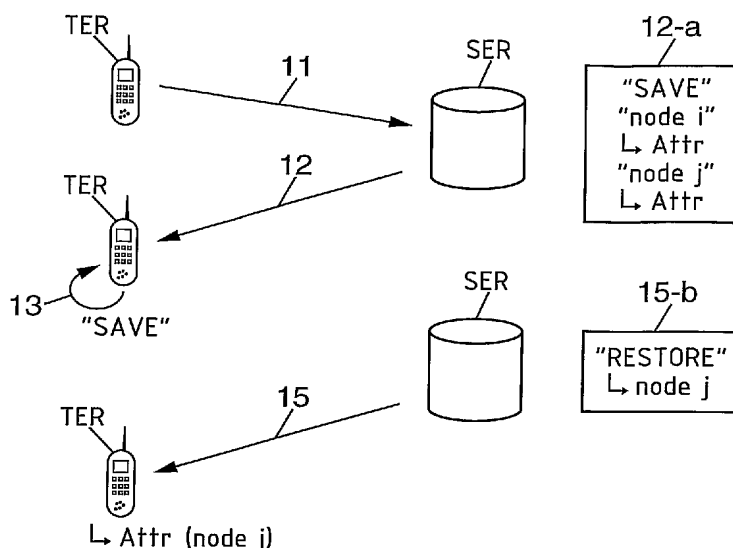 TER
11
SER
12-a
"SAVE"
"node i"
↳ Attr
"node j"
↳ Attr
TER
12
13
"SAVE"
SER
15-b
"RESTORE"
↳ node j
TER
15
↳ Attr (node j)